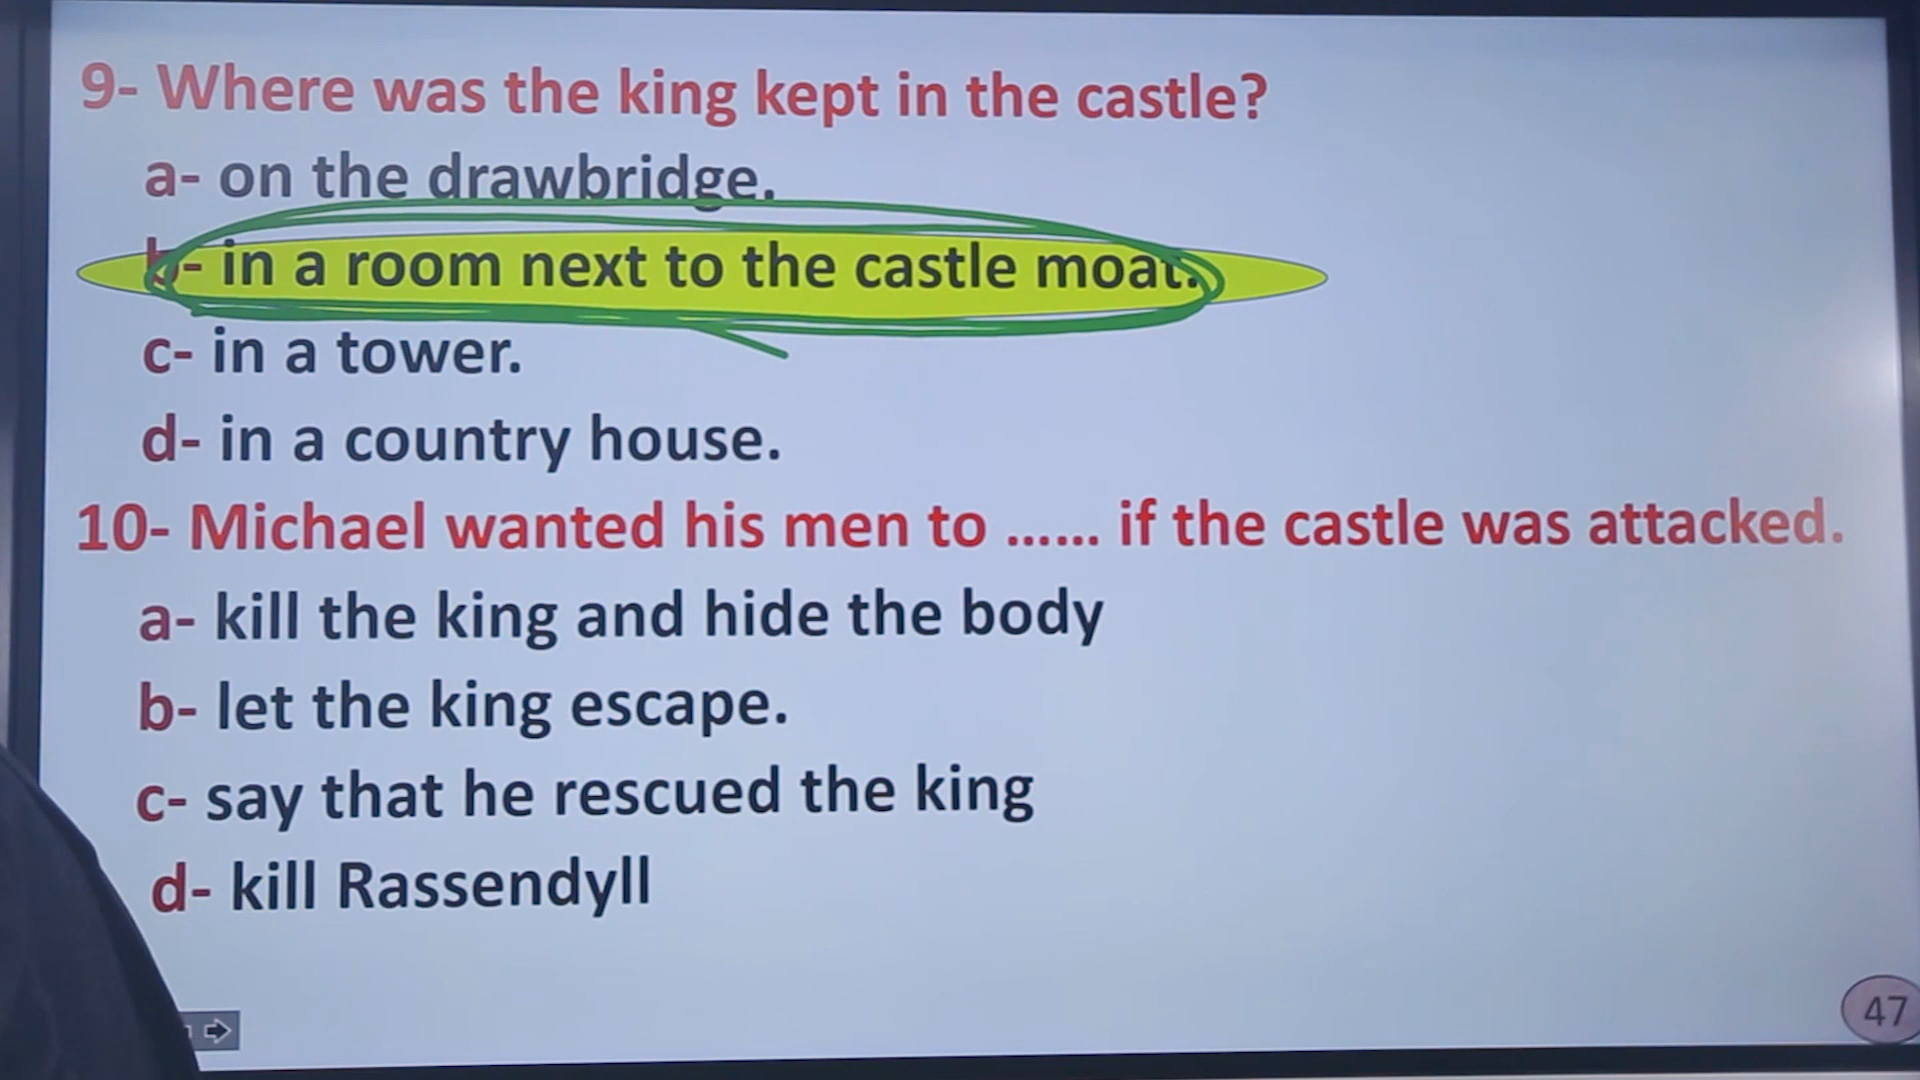 9- Where was the king kept in the castle?
a- on the drawbridge.
b- in a room next to the castle moat.
c- in a tower.
d- in a country house.
10- Michael wanted his men to ...... if the castle was attacked.
a- kill the king and hide the body
b- let the king escape.
c- say that he rescued the king
d- kill Rassendyll
47